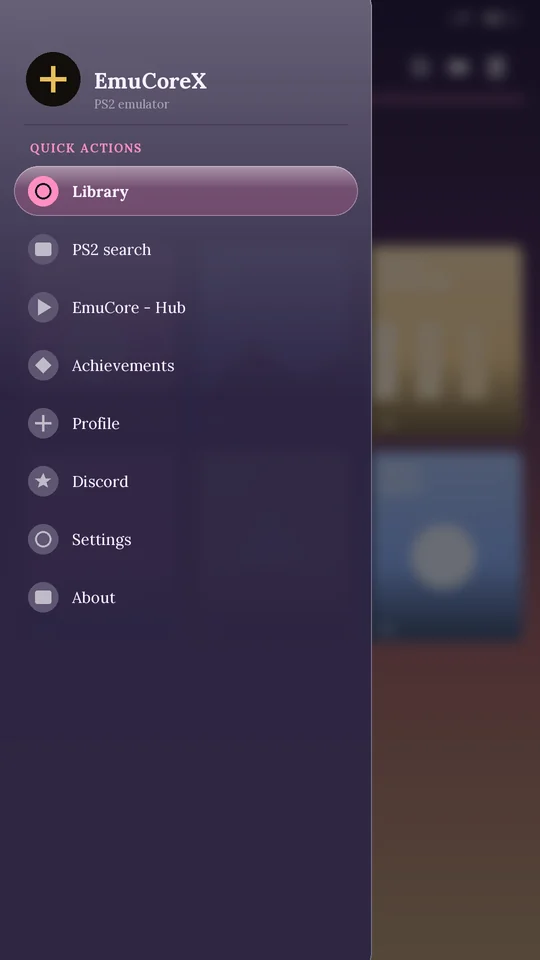 EmuCoreX
PS2 emulator
QUICK ACTIONS
Library
PS2 search
EmuCore - Hub
Achievements
Profile
Discord
Settings
About